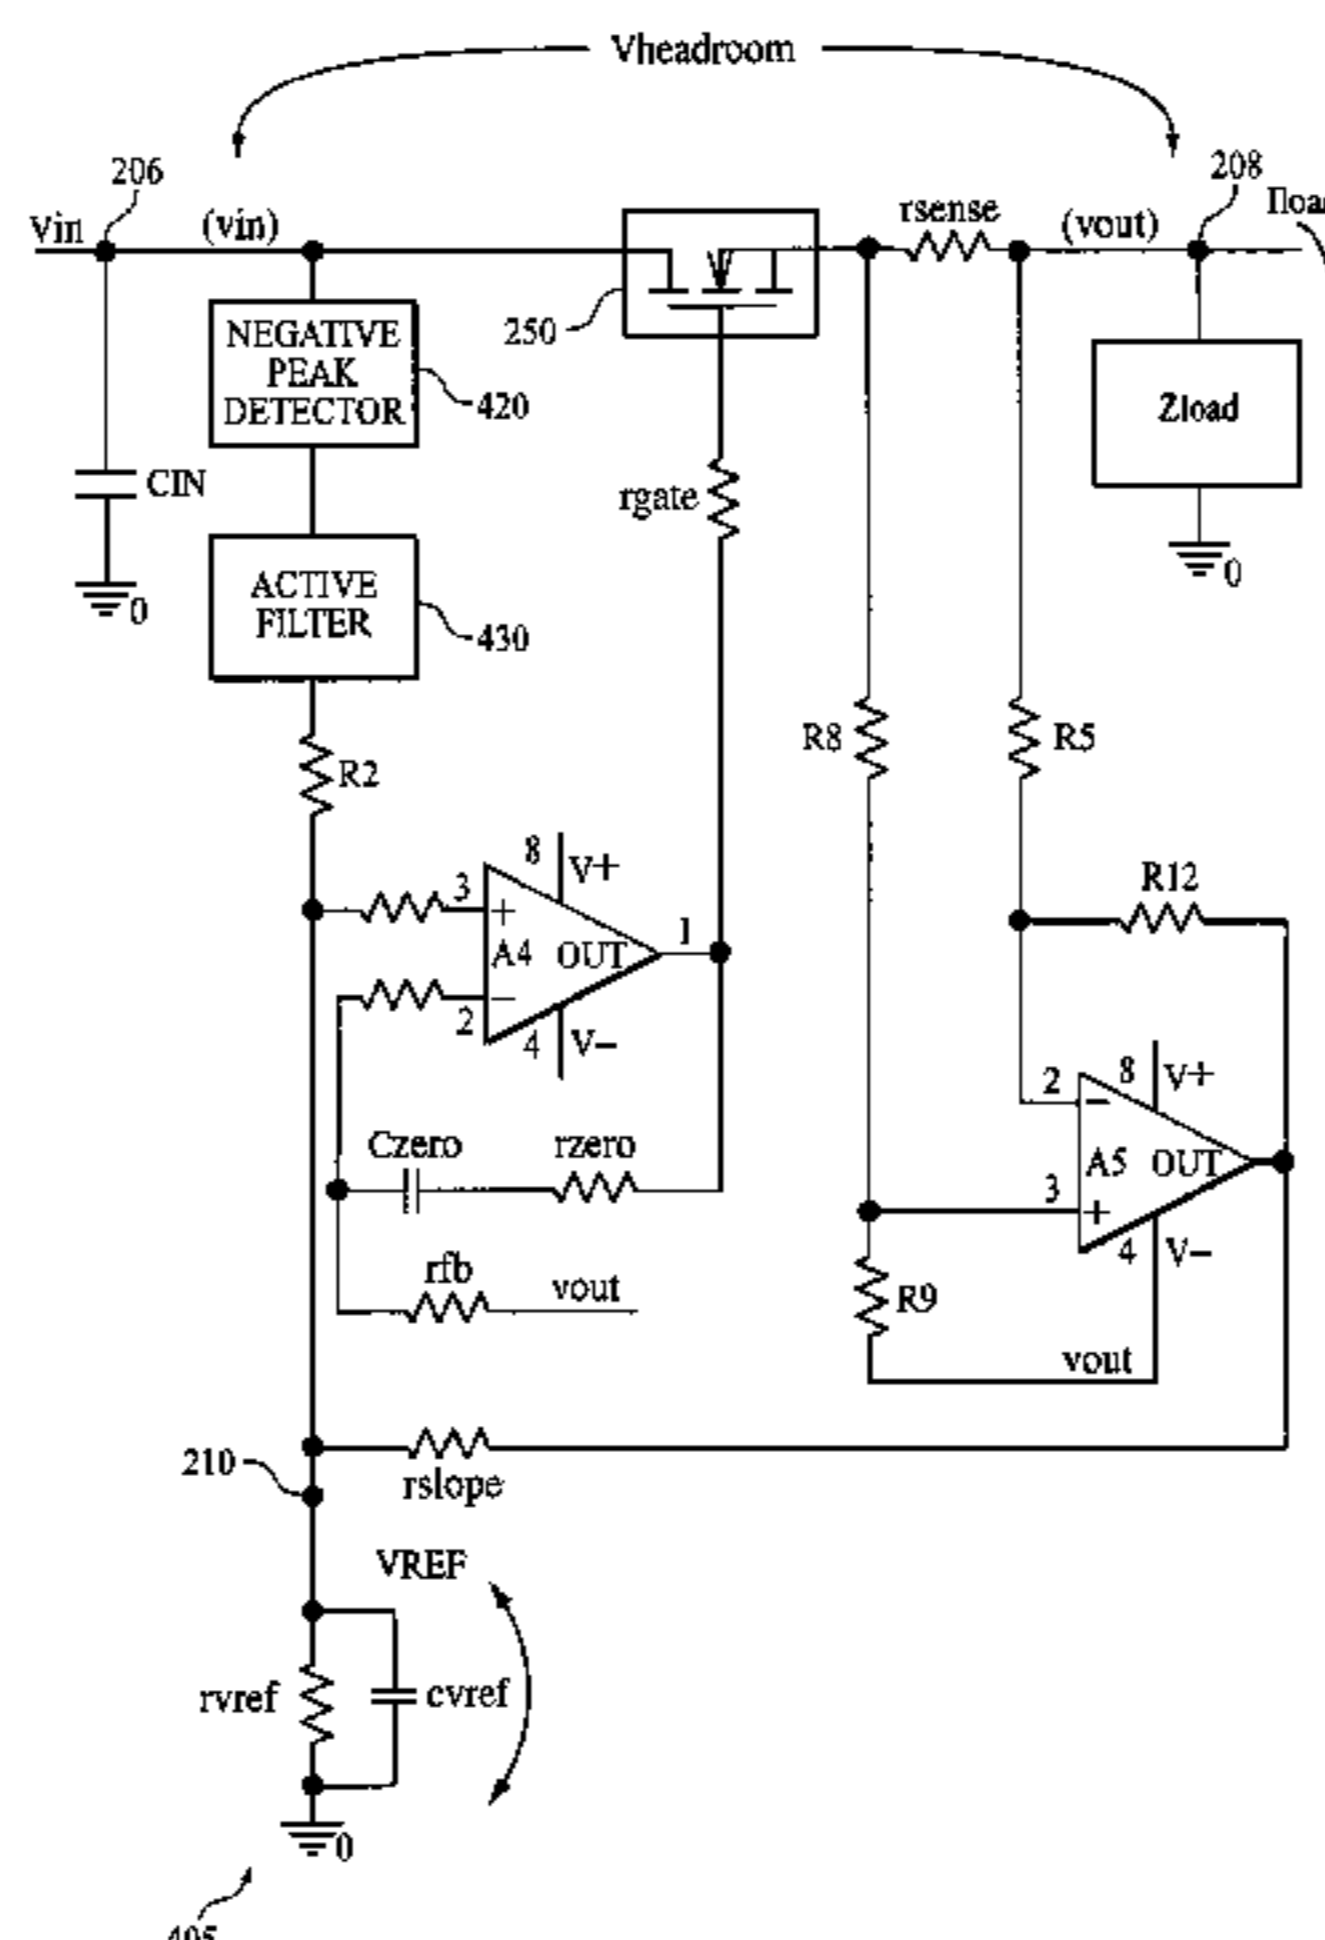 Vheadroom
206
208
Vin
(vin)
rsense
(vout)
250
NEGATIVE
PEAK
DETECTOR
420
Zload
CIN
rgate
0
0
ACTIVE
FILTER
430
R8
R5
R2
8
V+
3
+
A4
OUT
1
−
2
4
V−
R12
8
V+
2
−
A5
OUT
3
+
4
V−
Czero
rzero
rfb
vout
R9
vout
210
rslope
VREF
rvref
cvref
0